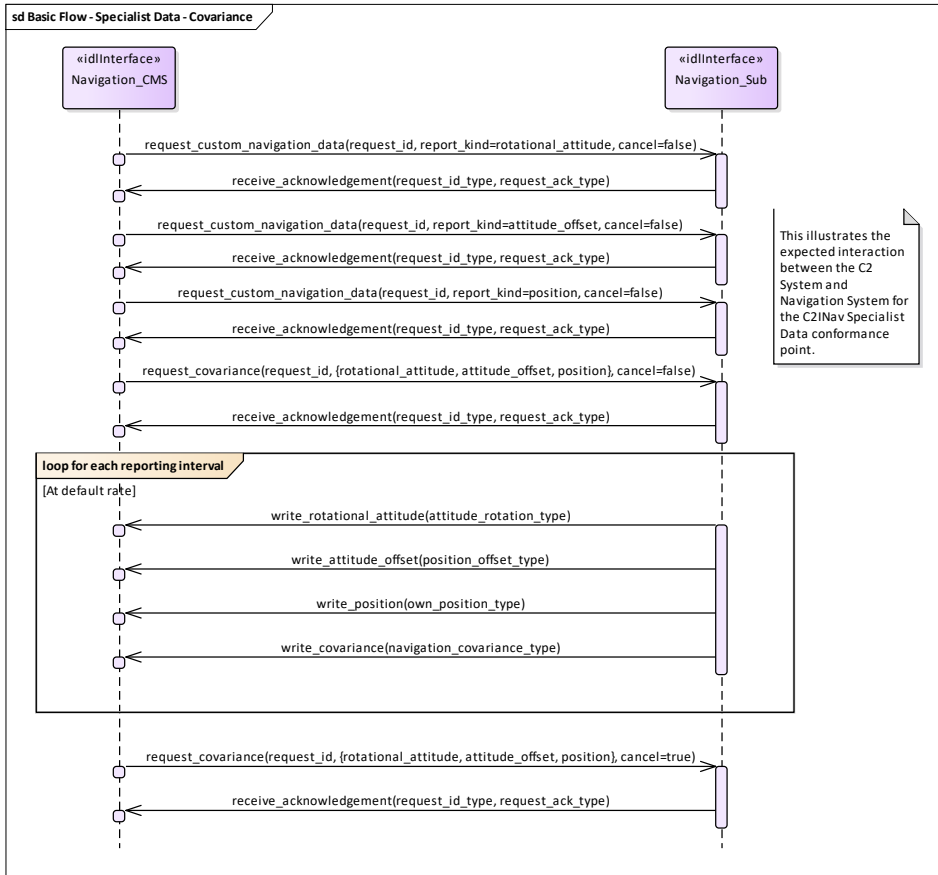 sd Basic Flow - Specialist Data - Covariance
«idlInterface»
Navigation_CMS
«idlInterface»
Navigation_Sub
request_custom_navigation_data(request_id, report_kind=rotational_attitude, cancel=false)
receive_acknowledgement(request_id_type, request_ack_type)
request_custom_navigation_data(request_id, report_kind=attitude_offset, cancel=false)
receive_acknowledgement(request_id_type, request_ack_type)
request_custom_navigation_data(request_id, report_kind=position, cancel=false)
receive_acknowledgement(request_id_type, request_ack_type)
request_covariance(request_id, {rotational_attitude, attitude_offset, position}, cancel=false)
receive_acknowledgement(request_id_type, request_ack_type)
This illustrates the
expected interaction
between the C2
System and
Navigation System for
the C2INav Specialist
Data conformance
point.
loop for each reporting interval
[At default rate]
write_rotational_attitude(attitude_rotation_type)
write_attitude_offset(position_offset_type)
write_position(own_position_type)
write_covariance(navigation_covariance_type)
request_covariance(request_id, {rotational_attitude, attitude_offset, position}, cancel=true)
receive_acknowledgement(request_id_type, request_ack_type)